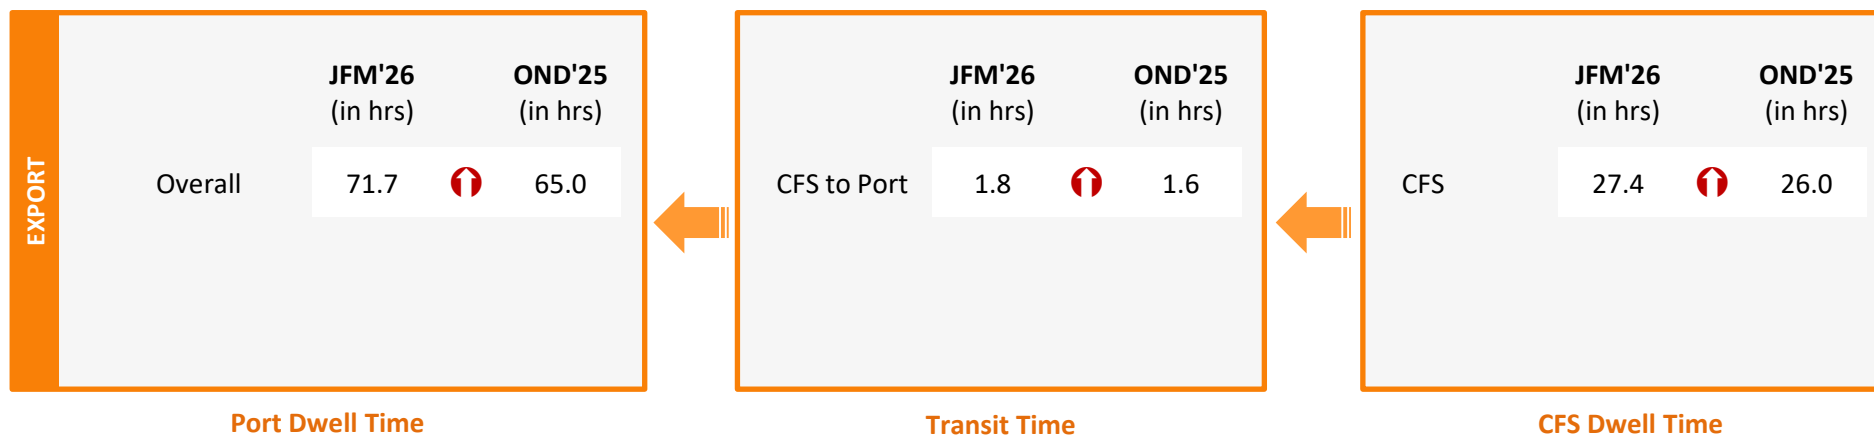 EXPORT
JFM'26 OND'25
(in hrs) (in hrs)
Overall 71.7 65.0
Port Dwell Time
JFM'26 OND'25
(in hrs) (in hrs)
CFS to Port 1.8 1.6
Transit Time
JFM'26 OND'25
(in hrs) (in hrs)
CFS 27.4 26.0
CFS Dwell Time